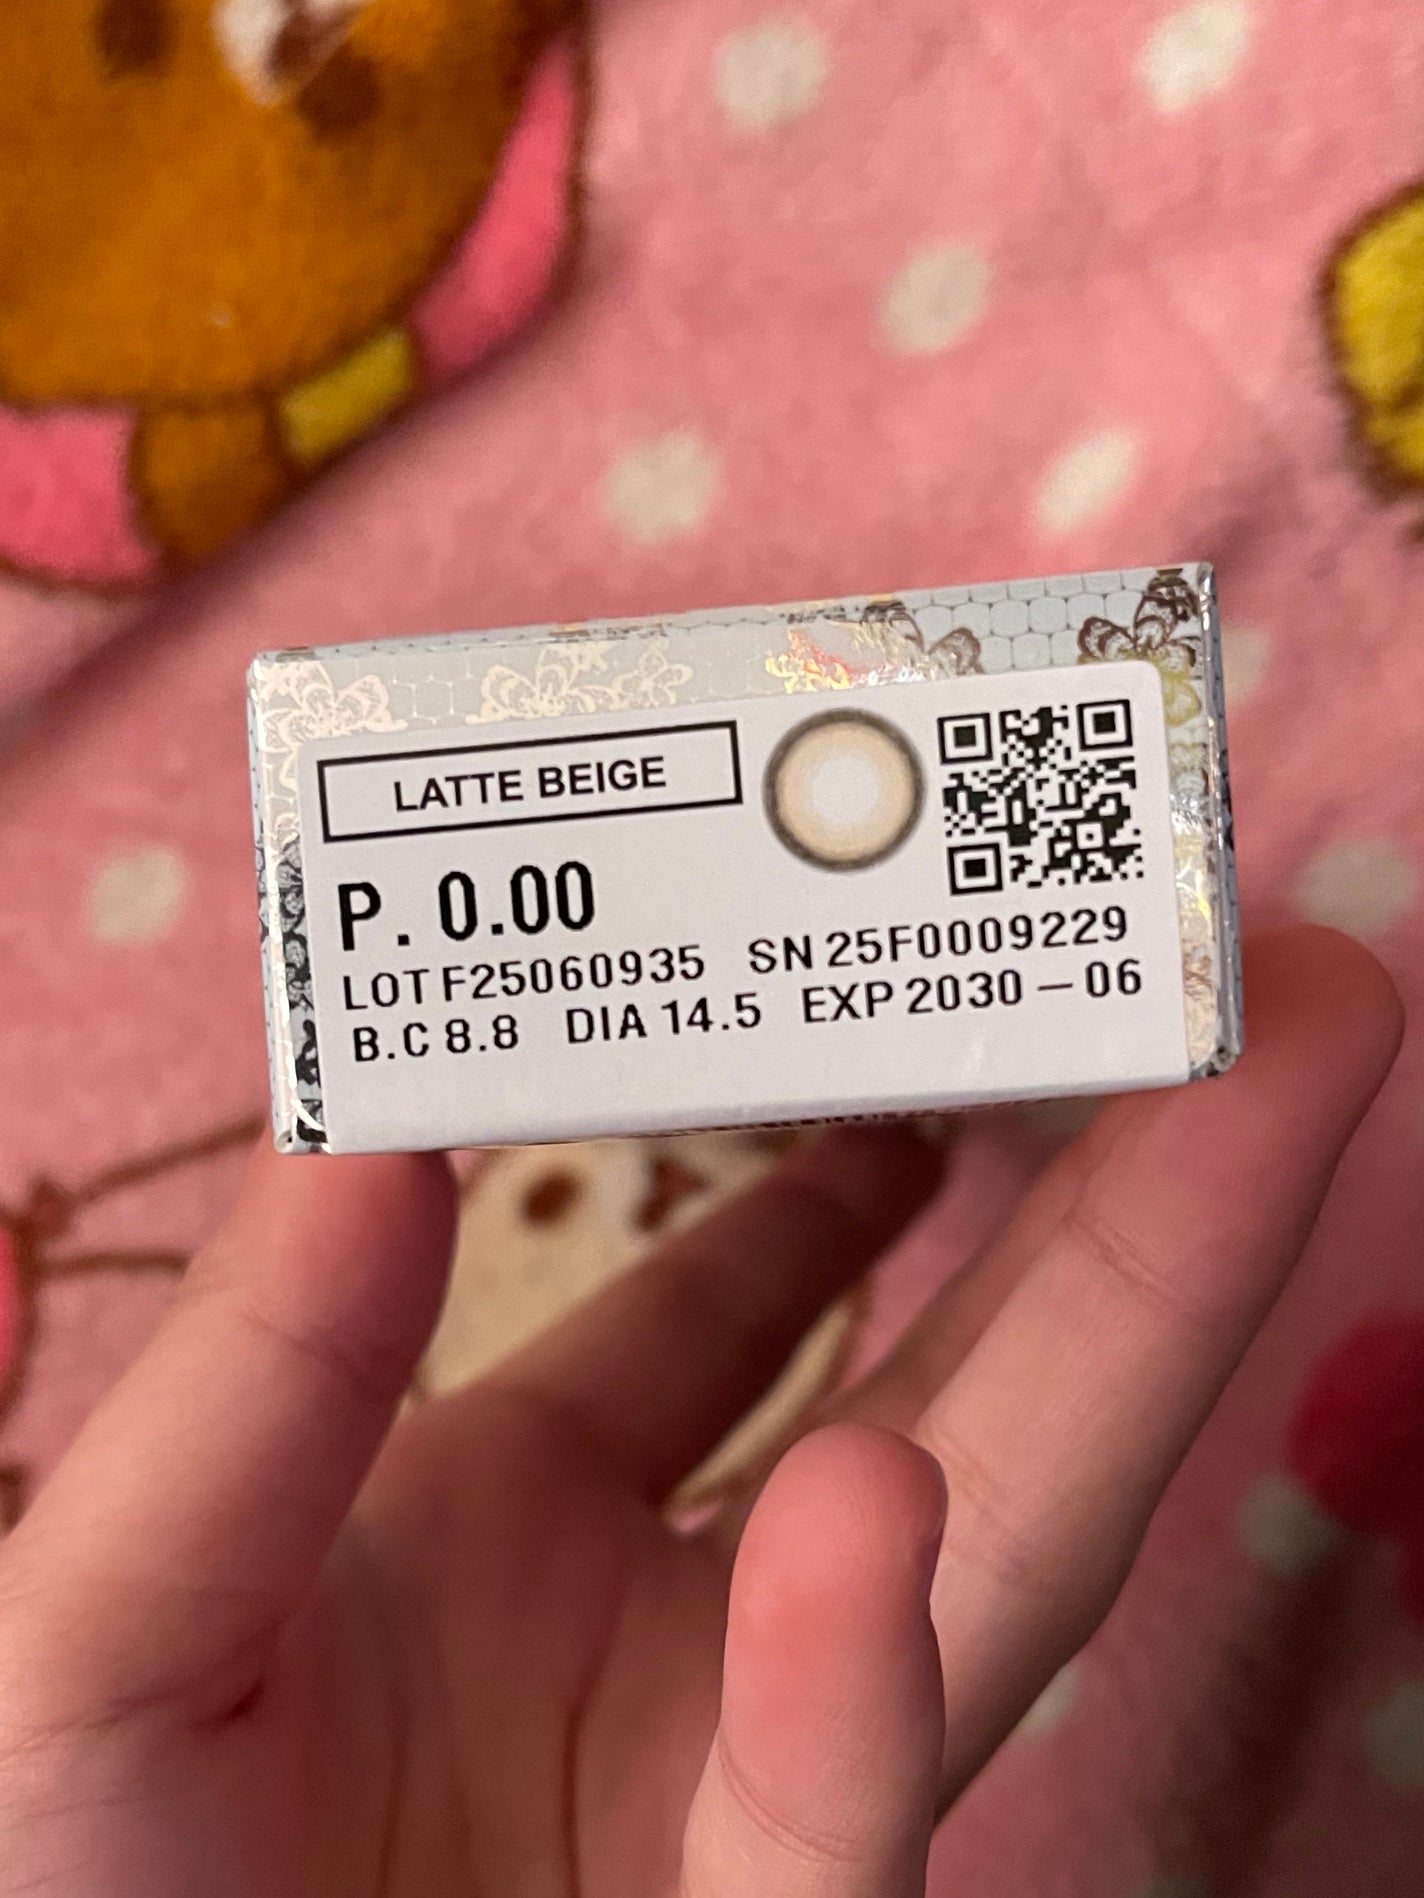 LATTE BEIGE
P. 0.00
LOT F25060935 SN 25F0009229
B.C 8.8 DIA 14.5 EXP 2030-06